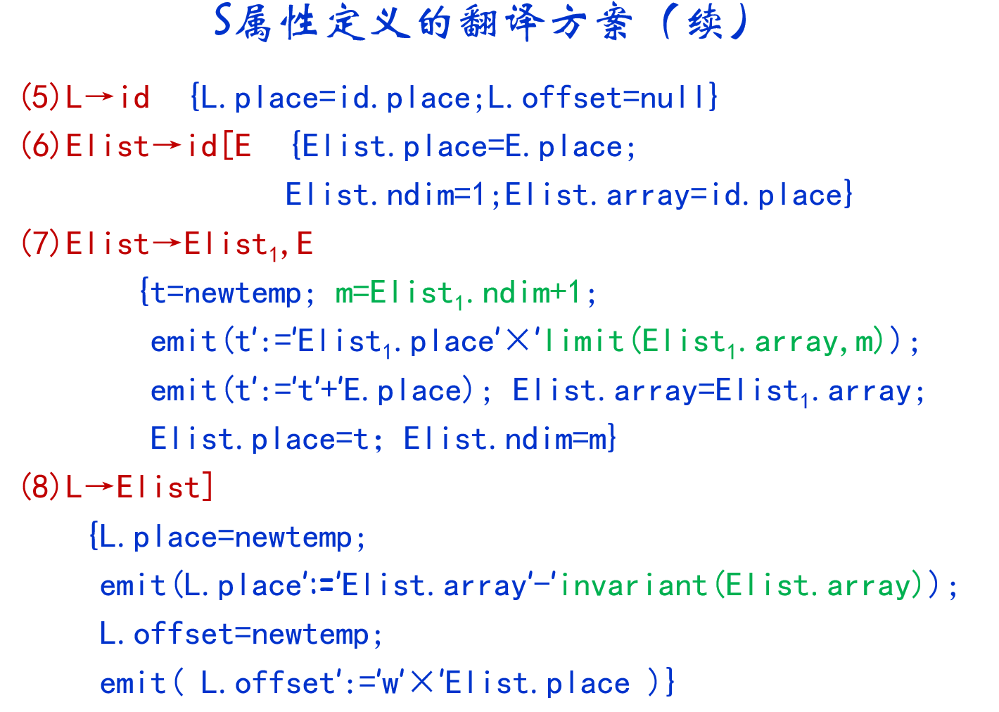 S属性定义的翻译方案（续）
(5)L→id {L.place=id.place;L.offset=null}
(6)Elist→id[E {Elist.place=E.place;
Elist.ndim=1;Elist.array=id.place}
(7)Elist→Elist₁,E
{t=newtemp; m=Elist₁.ndim+1;
emit(t':='Elist₁.place'×'limit(Elist₁.array,m));
emit(t':='t'+'E.place); Elist.array=Elist₁.array;
Elist.place=t; Elist.ndim=m}
(8)L→Elist]
{L.place=newtemp;
emit(L.place':='Elist.array'-'invariant(Elist.array));
L.offset=newtemp;
emit( L.offset':='w'×'Elist.place )}